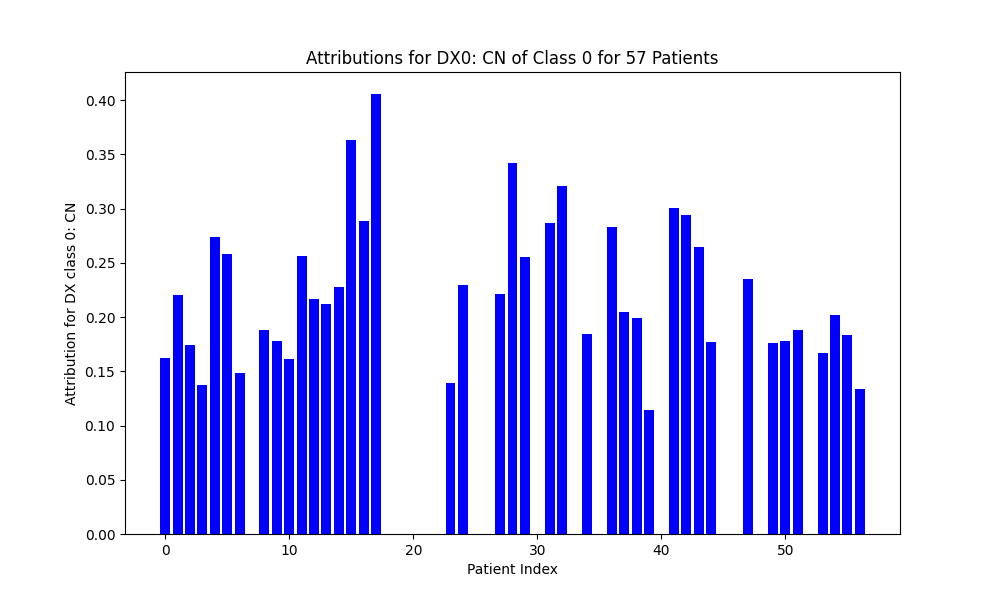 Attributions for DX0: CN of Class 0 for 57 Patients
0.40
0.35
0.30
0.25
0.20
0.15
0.10
0.05
0.00
Attribution for DX class 0: CN
0 10 20 30 40 50
Patient Index